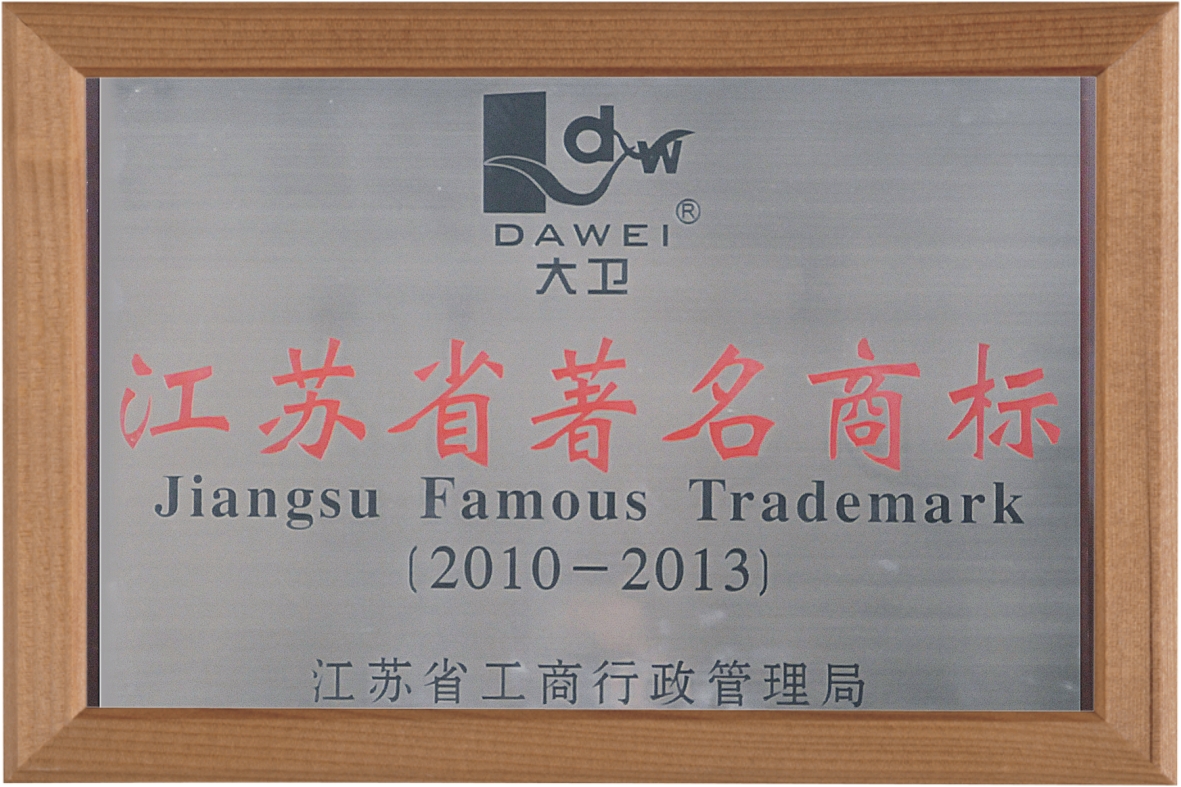 dw
DAWEI®
大卫
江苏省著名商标
Jiangsu Famous Trademark
(2010-2013)
江苏省工商行政管理局